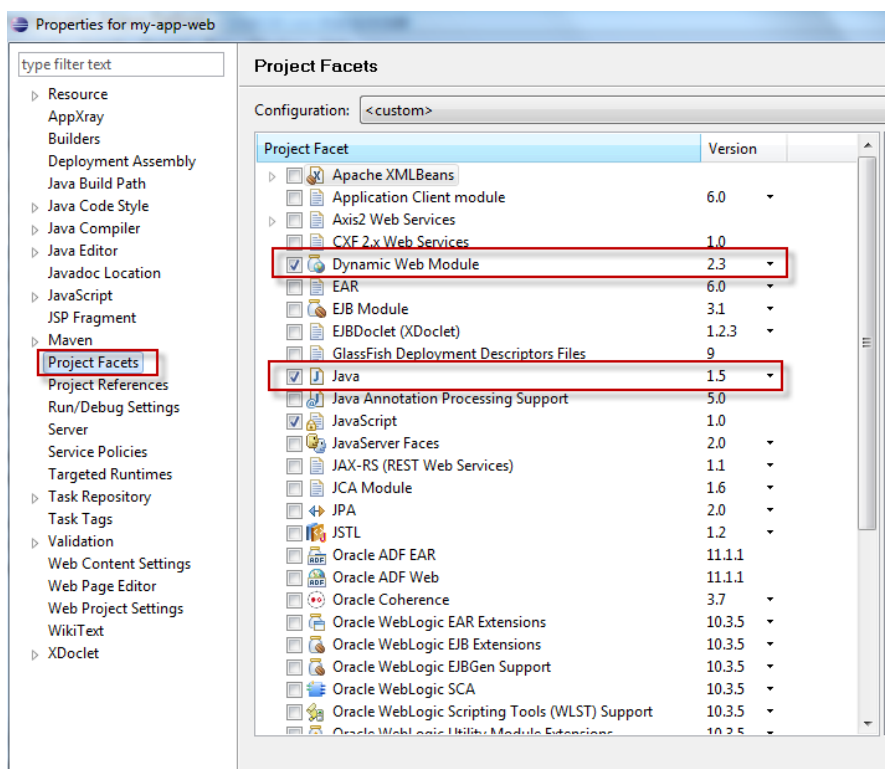 Properties for my-app-web
type filter text
Resource
AppXray
Builders
Deployment Assembly
Java Build Path
Java Code Style
Java Compiler
Java Editor
Javadoc Location
JavaScript
JSP Fragment
Maven
Project Facets
Project References
Run/Debug Settings
Server
Service Policies
Targeted Runtimes
Task Repository
Task Tags
Validation
Web Content Settings
Web Page Editor
Web Project Settings
WikiText
XDoclet
Project Facets
Configuration: <custom>
Project Facet Version
Apache XMLBeans
Application Client module 6.0
Axis2 Web Services
CXF 2.x Web Services 1.0
Dynamic Web Module 2.3
EAR 6.0
EJB Module 3.1
EJBDoclet (XDoclet) 1.2.3
GlassFish Deployment Descriptors Files 9
Java 1.5
Java Annotation Processing Support 5.0
JavaScript 1.0
JavaServer Faces 2.0
JAX-RS (REST Web Services) 1.1
JCA Module 1.6
JPA 2.0
JSTL 1.2
Oracle ADF EAR 11.1.1
Oracle ADF Web 11.1.1
Oracle Coherence 3.7
Oracle WebLogic EAR Extensions 10.3.5
Oracle WebLogic EJB Extensions 10.3.5
Oracle WebLogic EJBGen Support 10.3.5
Oracle WebLogic SCA 10.3.5
Oracle WebLogic Scripting Tools (WLST) Support 10.3.5
Oracle WebLogic Utility Module Extensions 10.3.5